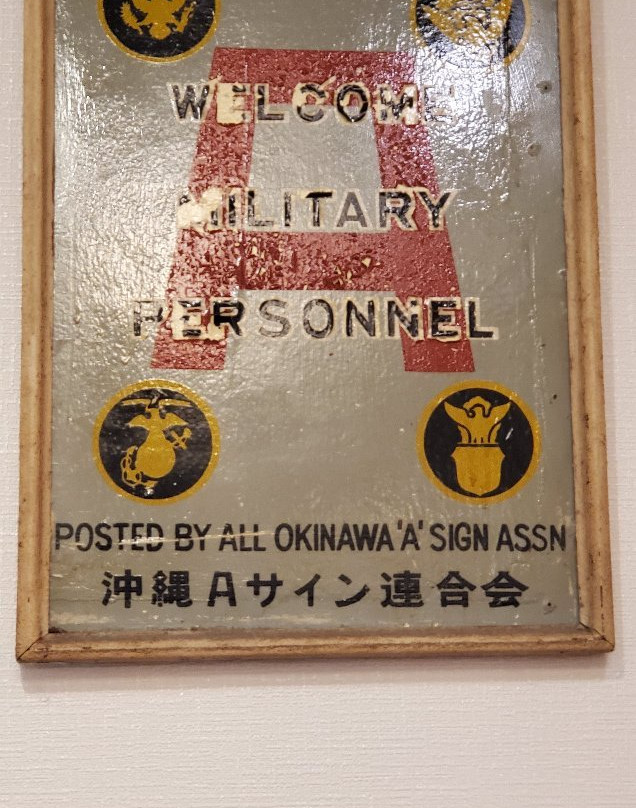 A
WELCOME
MILITARY
PERSONNEL
POSTED BY ALL OKINAWA 'A' SIGN ASSN
沖縄Aサイン連合会